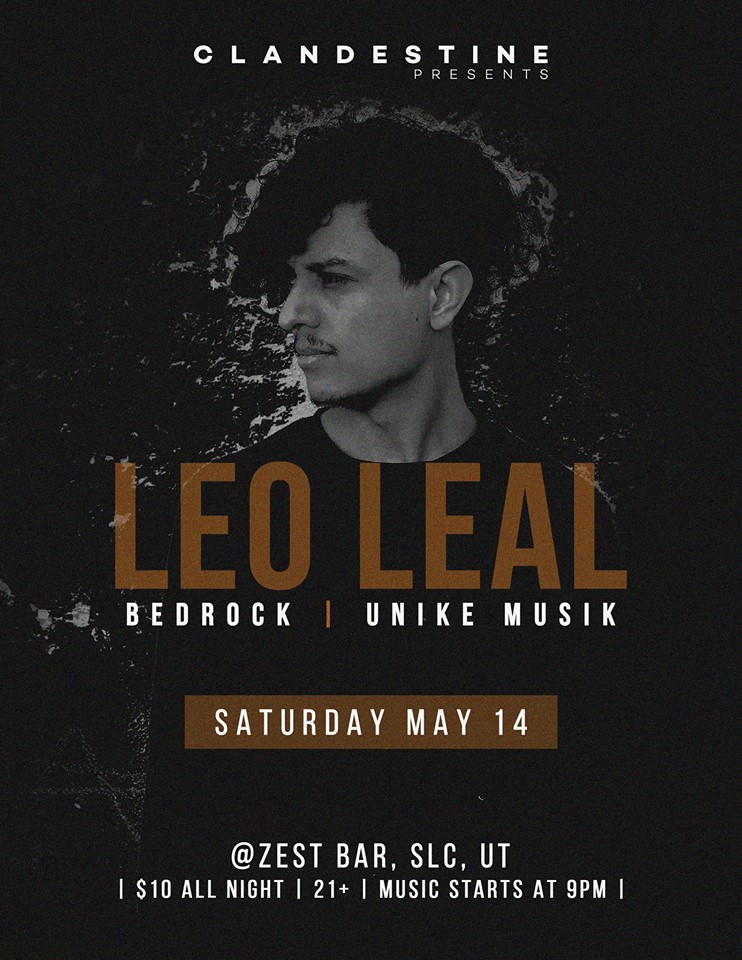 CLANDESTINE
PRESENTS
LEO LEAL
BEDROCK | UNIKE MUSIK
SATURDAY MAY 14
@ZEST BAR, SLC, UT
| $10 ALL NIGHT | 21+ | MUSIC STARTS AT 9PM |